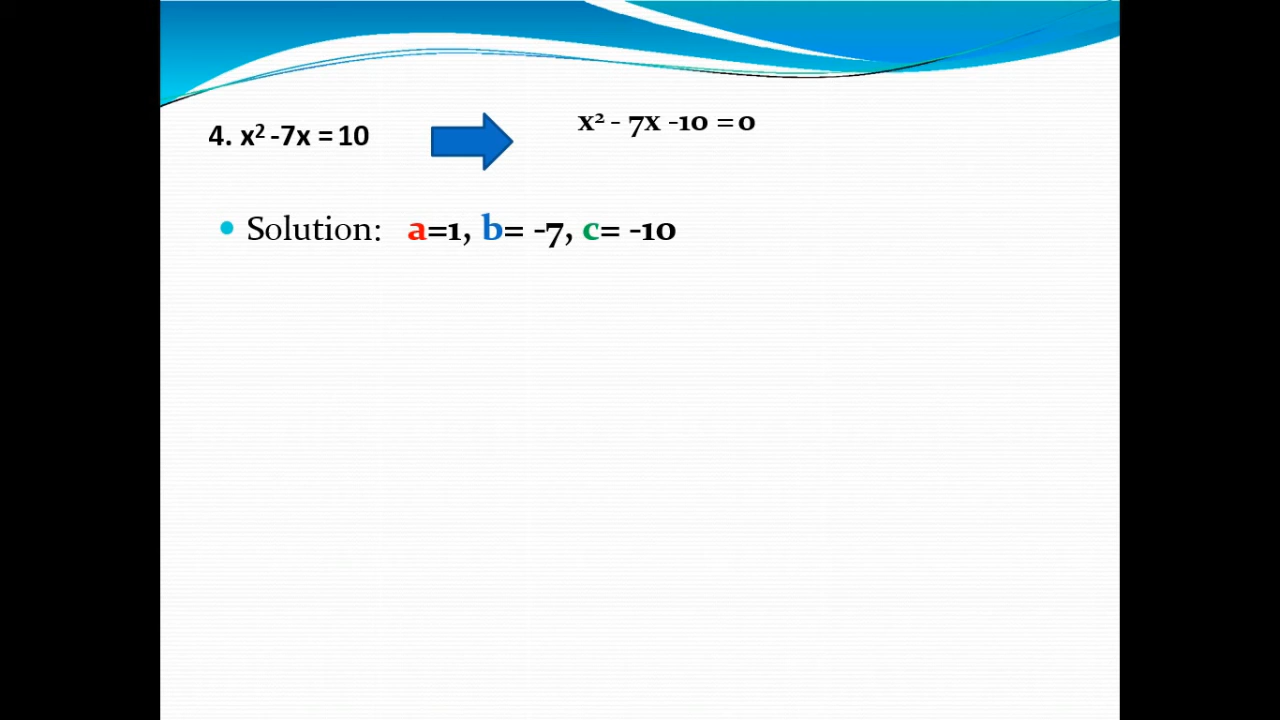 4. x² -7x = 10
x² - 7x -10 = 0
Solution: a=1, b= -7, c= -10